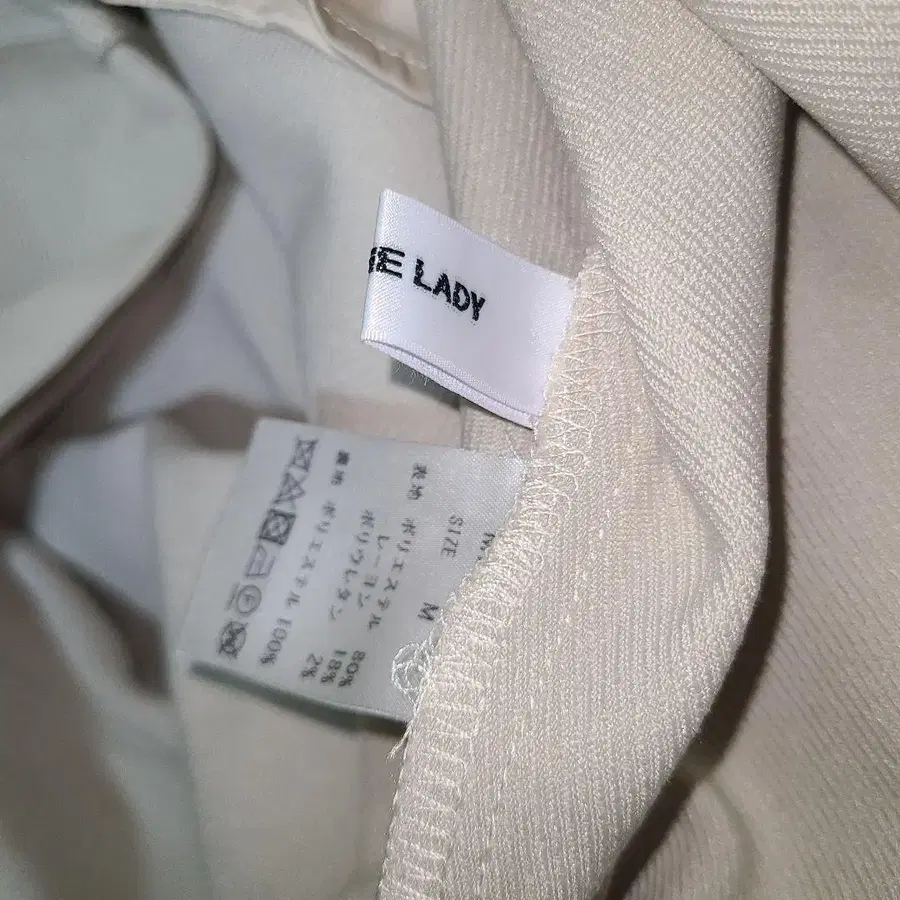 LADY
SIZE M
表地 ポリエステル 80%
レーヨン 18%
ポリウレタン 2%
裏地 ポリエステル 100%